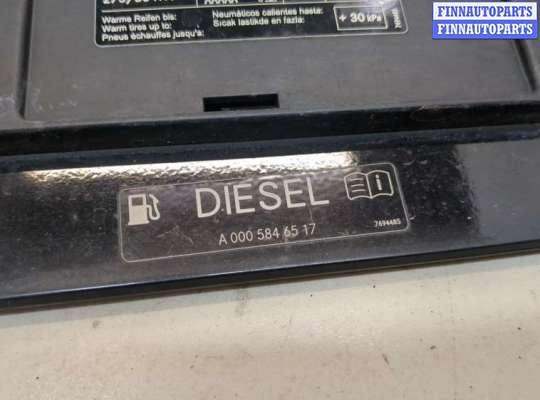 FINNAUTOPARTS
FINNAUTOPARTS
Warme Reifen bis:
Warm tires up to:
Pneus échauffés jusqu'à:
Neumáticos calientes hasta:
Sıcak lastikde en fazla:
+ 30 kPa
DIESEL
A 000 584 65 17
7694485